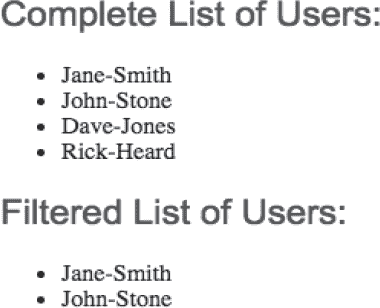 Complete List of Users:
Jane-Smith
John-Stone
Dave-Jones
Rick-Heard
Filtered List of Users:
Jane-Smith
John-Stone